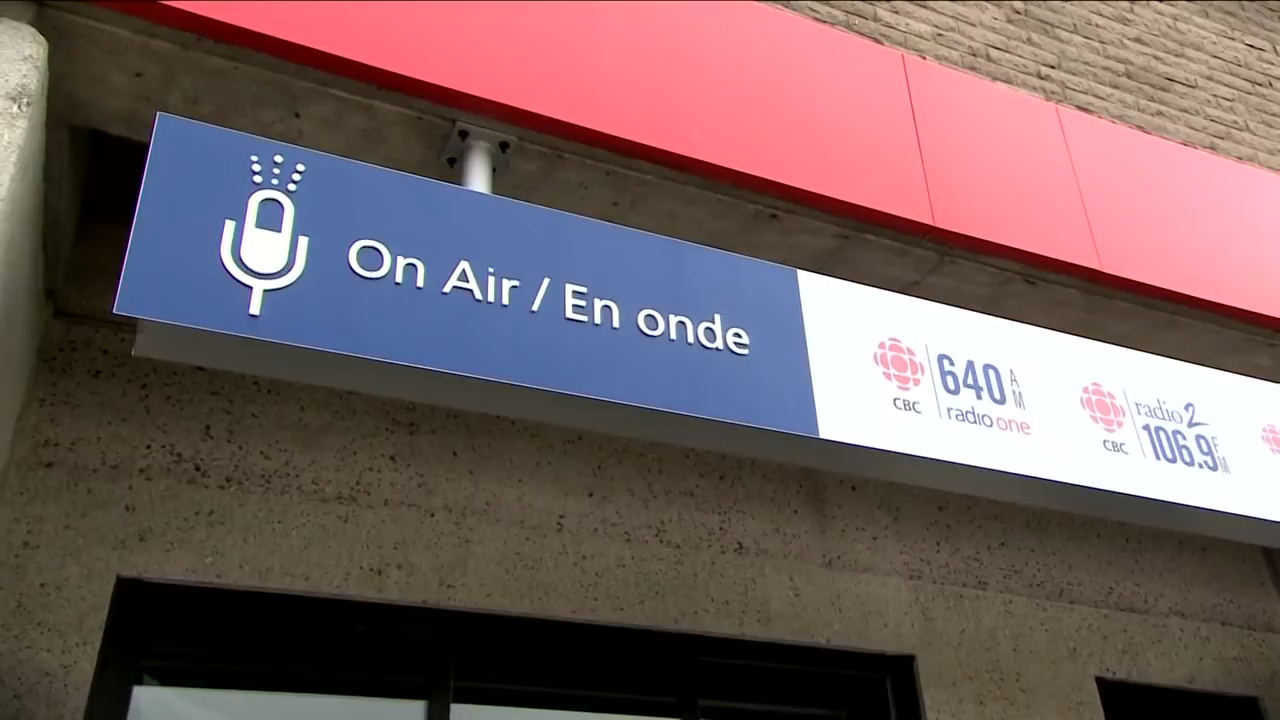 On Air / En onde
CBC
640 AM
radio one
CBC
radio 2
106.9 FM